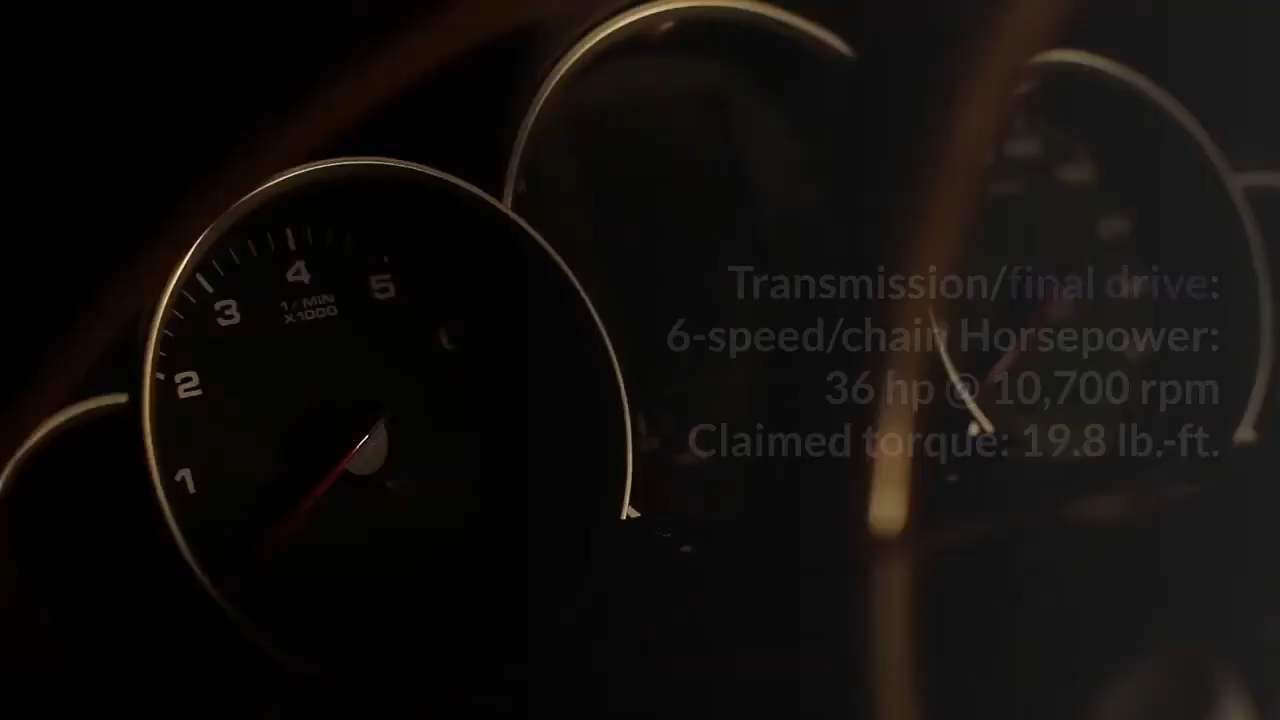 4
5
3
1/MIN
X1000
2
1
Transmission/final drive:
6-speed/chain Horsepower:
36 hp @ 10,700 rpm
Claimed torque: 19.8 lb.-ft.